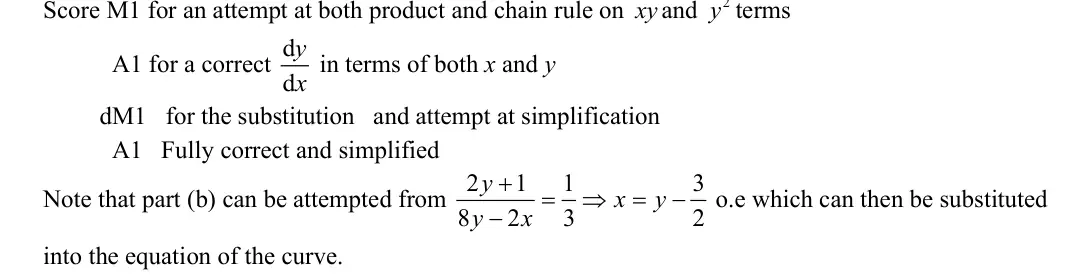 Score M1 for an attempt at both product and chain rule on xy and y² terms
A1 for a correct dy/dx in terms of both x and y
dM1 for the substitution and attempt at simplification
A1 Fully correct and simplified
Note that part (b) can be attempted from (2y+1)/(8y−2x) = 1/3 ⇒ x = y − 3/2 o.e which can then be substituted
into the equation of the curve.